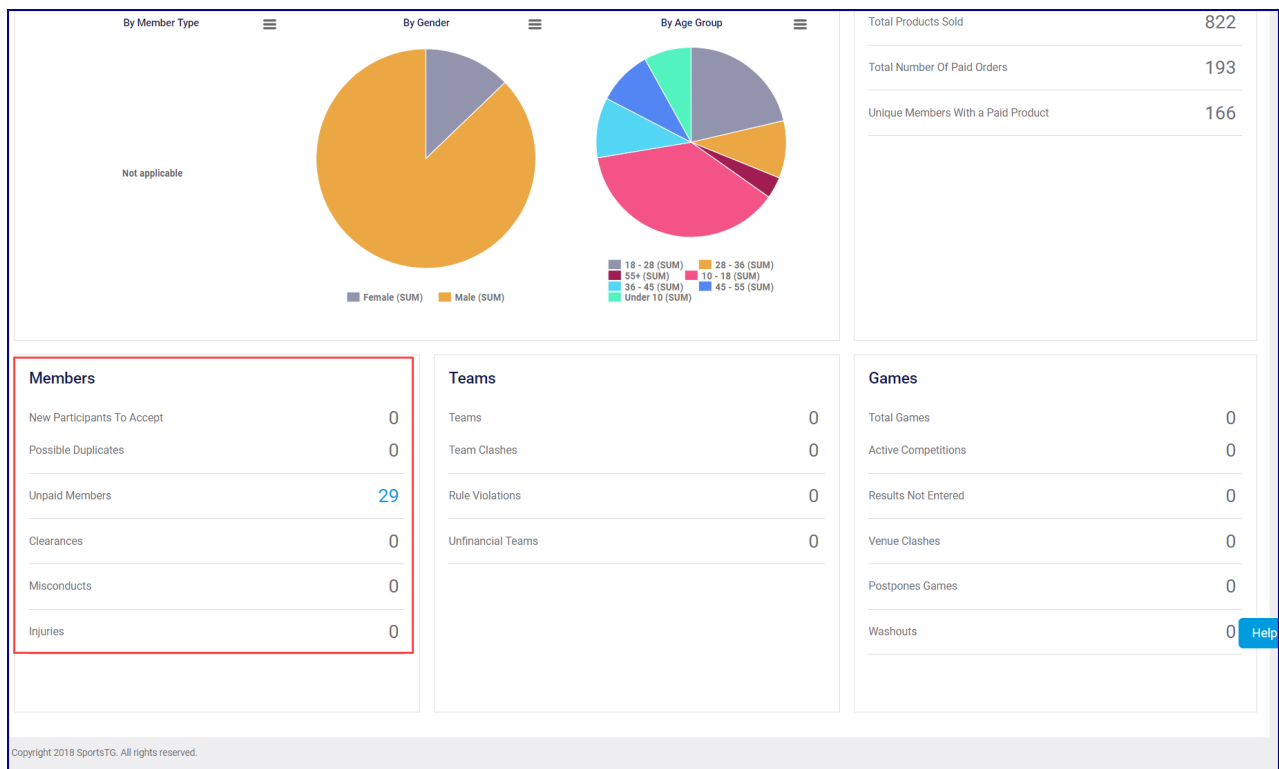 By Member Type
By Gender
By Age Group
Not applicable
Female (SUM) Male (SUM)
18 - 28 (SUM) 28 - 36 (SUM)
55+ (SUM) 10 - 18 (SUM)
36 - 45 (SUM) 45 - 55 (SUM)
Under 10 (SUM)
Total Products Sold 822
Total Number Of Paid Orders 193
Unique Members With a Paid Product 166
Members
New Participants To Accept 0
Possible Duplicates 0
Unpaid Members 29
Clearances 0
Misconducts 0
Injuries 0
Teams
Teams 0
Team Clashes 0
Rule Violations 0
Unfinancial Teams 0
Games
Total Games 0
Active Competitions 0
Results Not Entered 0
Venue Clashes 0
Postpones Games 0
Washouts 0
Help
Copyright 2018 SportsTG. All rights reserved.